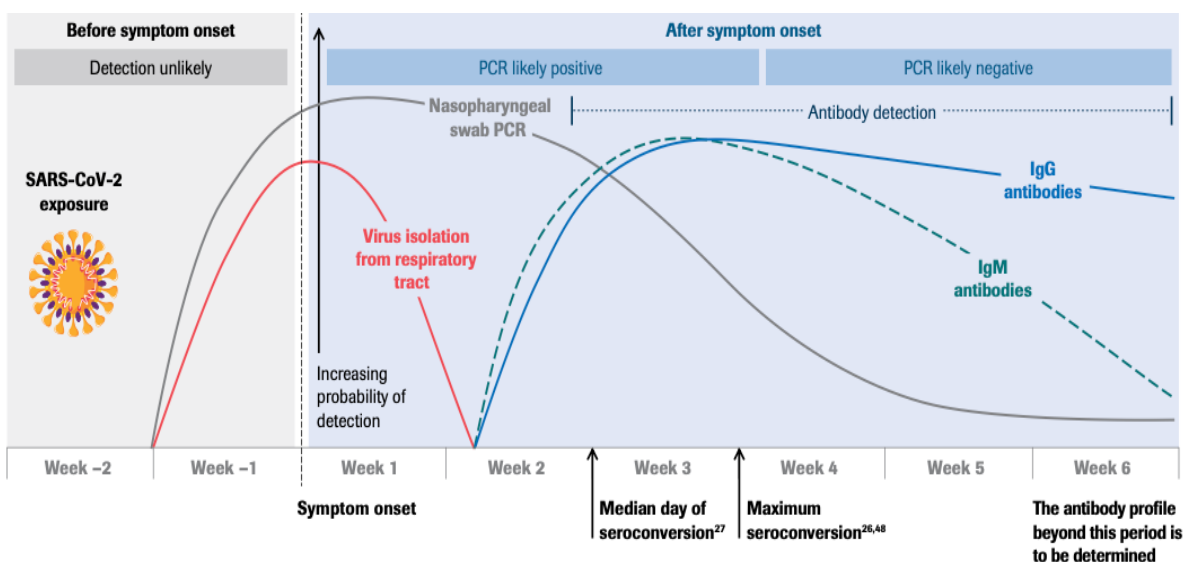 Before symptom onset
After symptom onset
Detection unlikely
PCR likely positive
PCR likely negative
Nasopharyngeal
swab PCR
Antibody detection
SARS-CoV-2
exposure
IgG
antibodies
Virus isolation
from respiratory
tract
IgM
antibodies
Increasing
probability of
detection
Week –2
Week –1
Week 1
Week 2
Week 3
Week 4
Week 5
Week 6
Symptom onset
Median day of
seroconversion27
Maximum
seroconversion26,48
The antibody profile
beyond this period is
to be determined